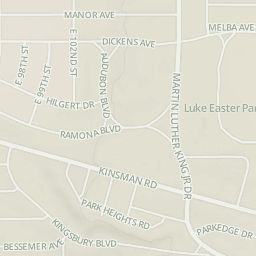 MANOR AVE
MELBA AVE
DICKENS AVE
E 102ND ST
E 98TH ST
AUDUBON BLVD
E 99TH ST
HILGERT DR
MARTIN LUTHER KING JR DR
Luke Easter Par
RAMONA BLVD
KINSMAN RD
PARK HEIGHTS RD
PARKEDGE DR
KINGSBURY BLVD
BESSEMER AVE